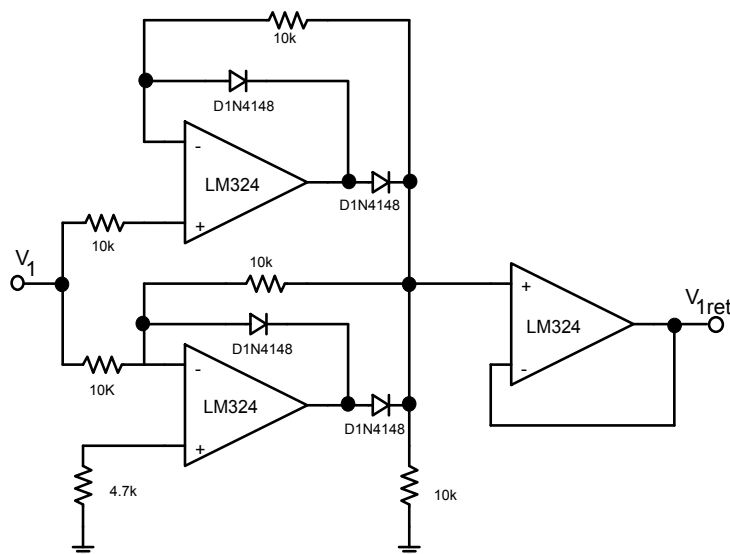 10k
D1N4148
-
LM324
+
D1N4148
10k
V1
10k
+
LM324
-
V1ret
D1N4148
10K
-
LM324
+
D1N4148
4.7k
10k